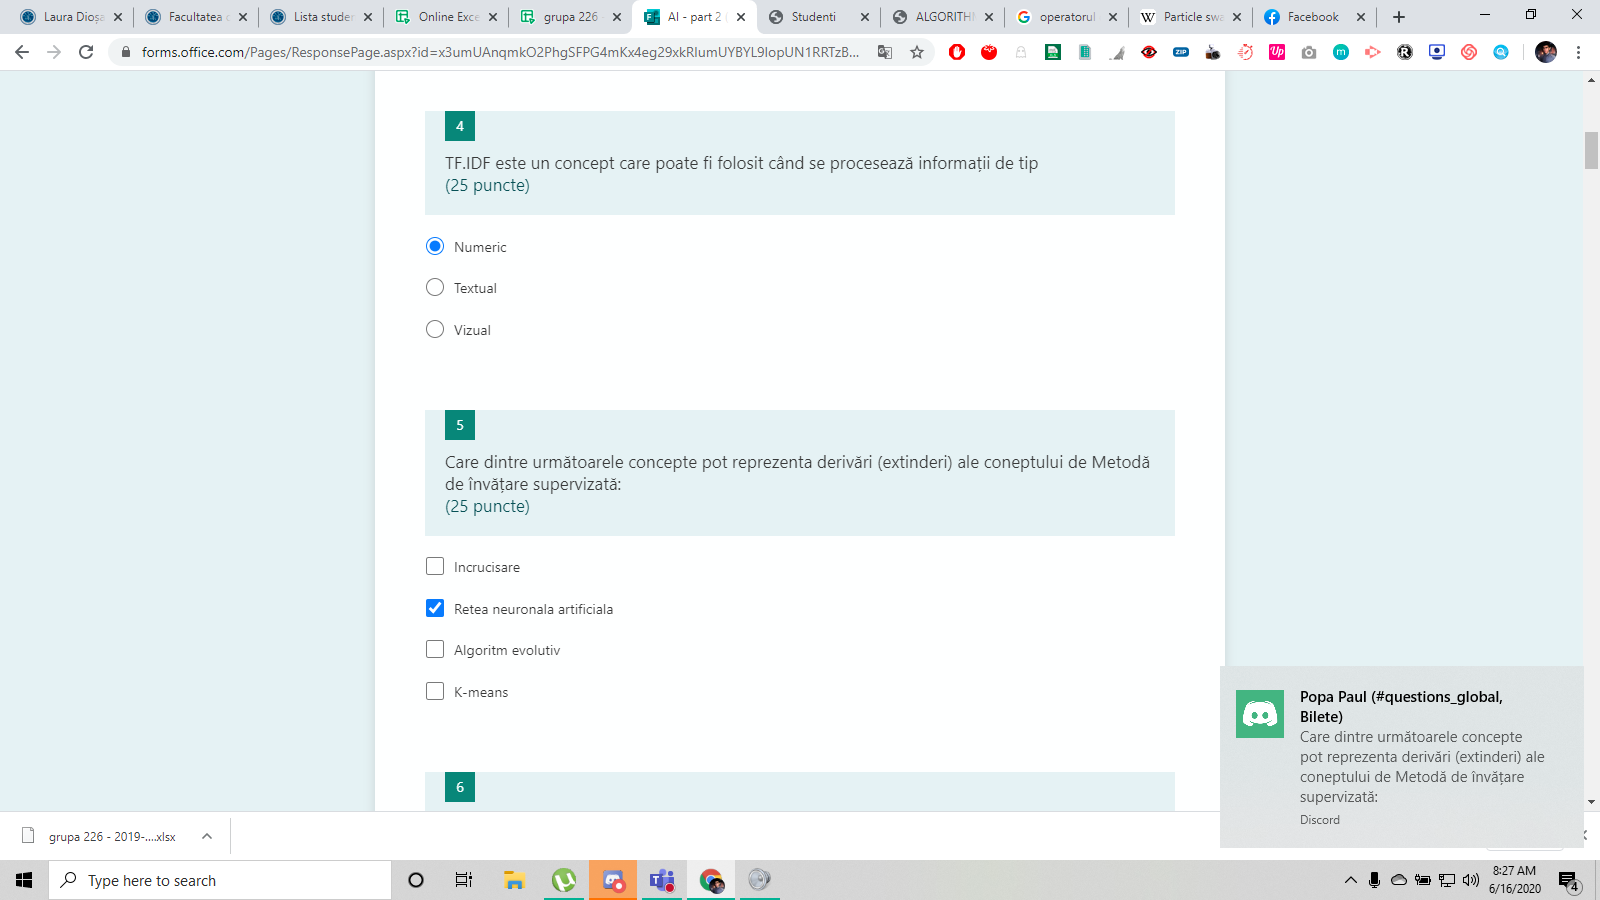 Laura Dioșa
Facultatea d
Lista studen
Online Exce
grupa 226 -
AI - part 2 (
Studenti
ALGORITHM
operatorul
Particle swa
Facebook
forms.office.com/Pages/ResponsePage.aspx?id=x3umUAnqmkO2PhgSFPG4mKx4eg29xkRIumUYBYL9IopUN1RRTzB...
4
TF.IDF este un concept care poate fi folosit când se procesează informații de tip
(25 puncte)
Numeric
Textual
Vizual
5
Care dintre următoarele concepte pot reprezenta derivări (extinderi) ale coneptului de Metodă
de învățare supervizată:
(25 puncte)
Incrucisare
Retea neuronala artificiala
Algoritm evolutiv
K-means
6
Popa Paul (#questions_global,
Bilete)
Care dintre următoarele concepte
pot reprezenta derivări (extinderi) ale
coneptului de Metodă de învățare
supervizată:
Discord
grupa 226 - 2019-....xlsx
Type here to search
8:27 AM
6/16/2020
4